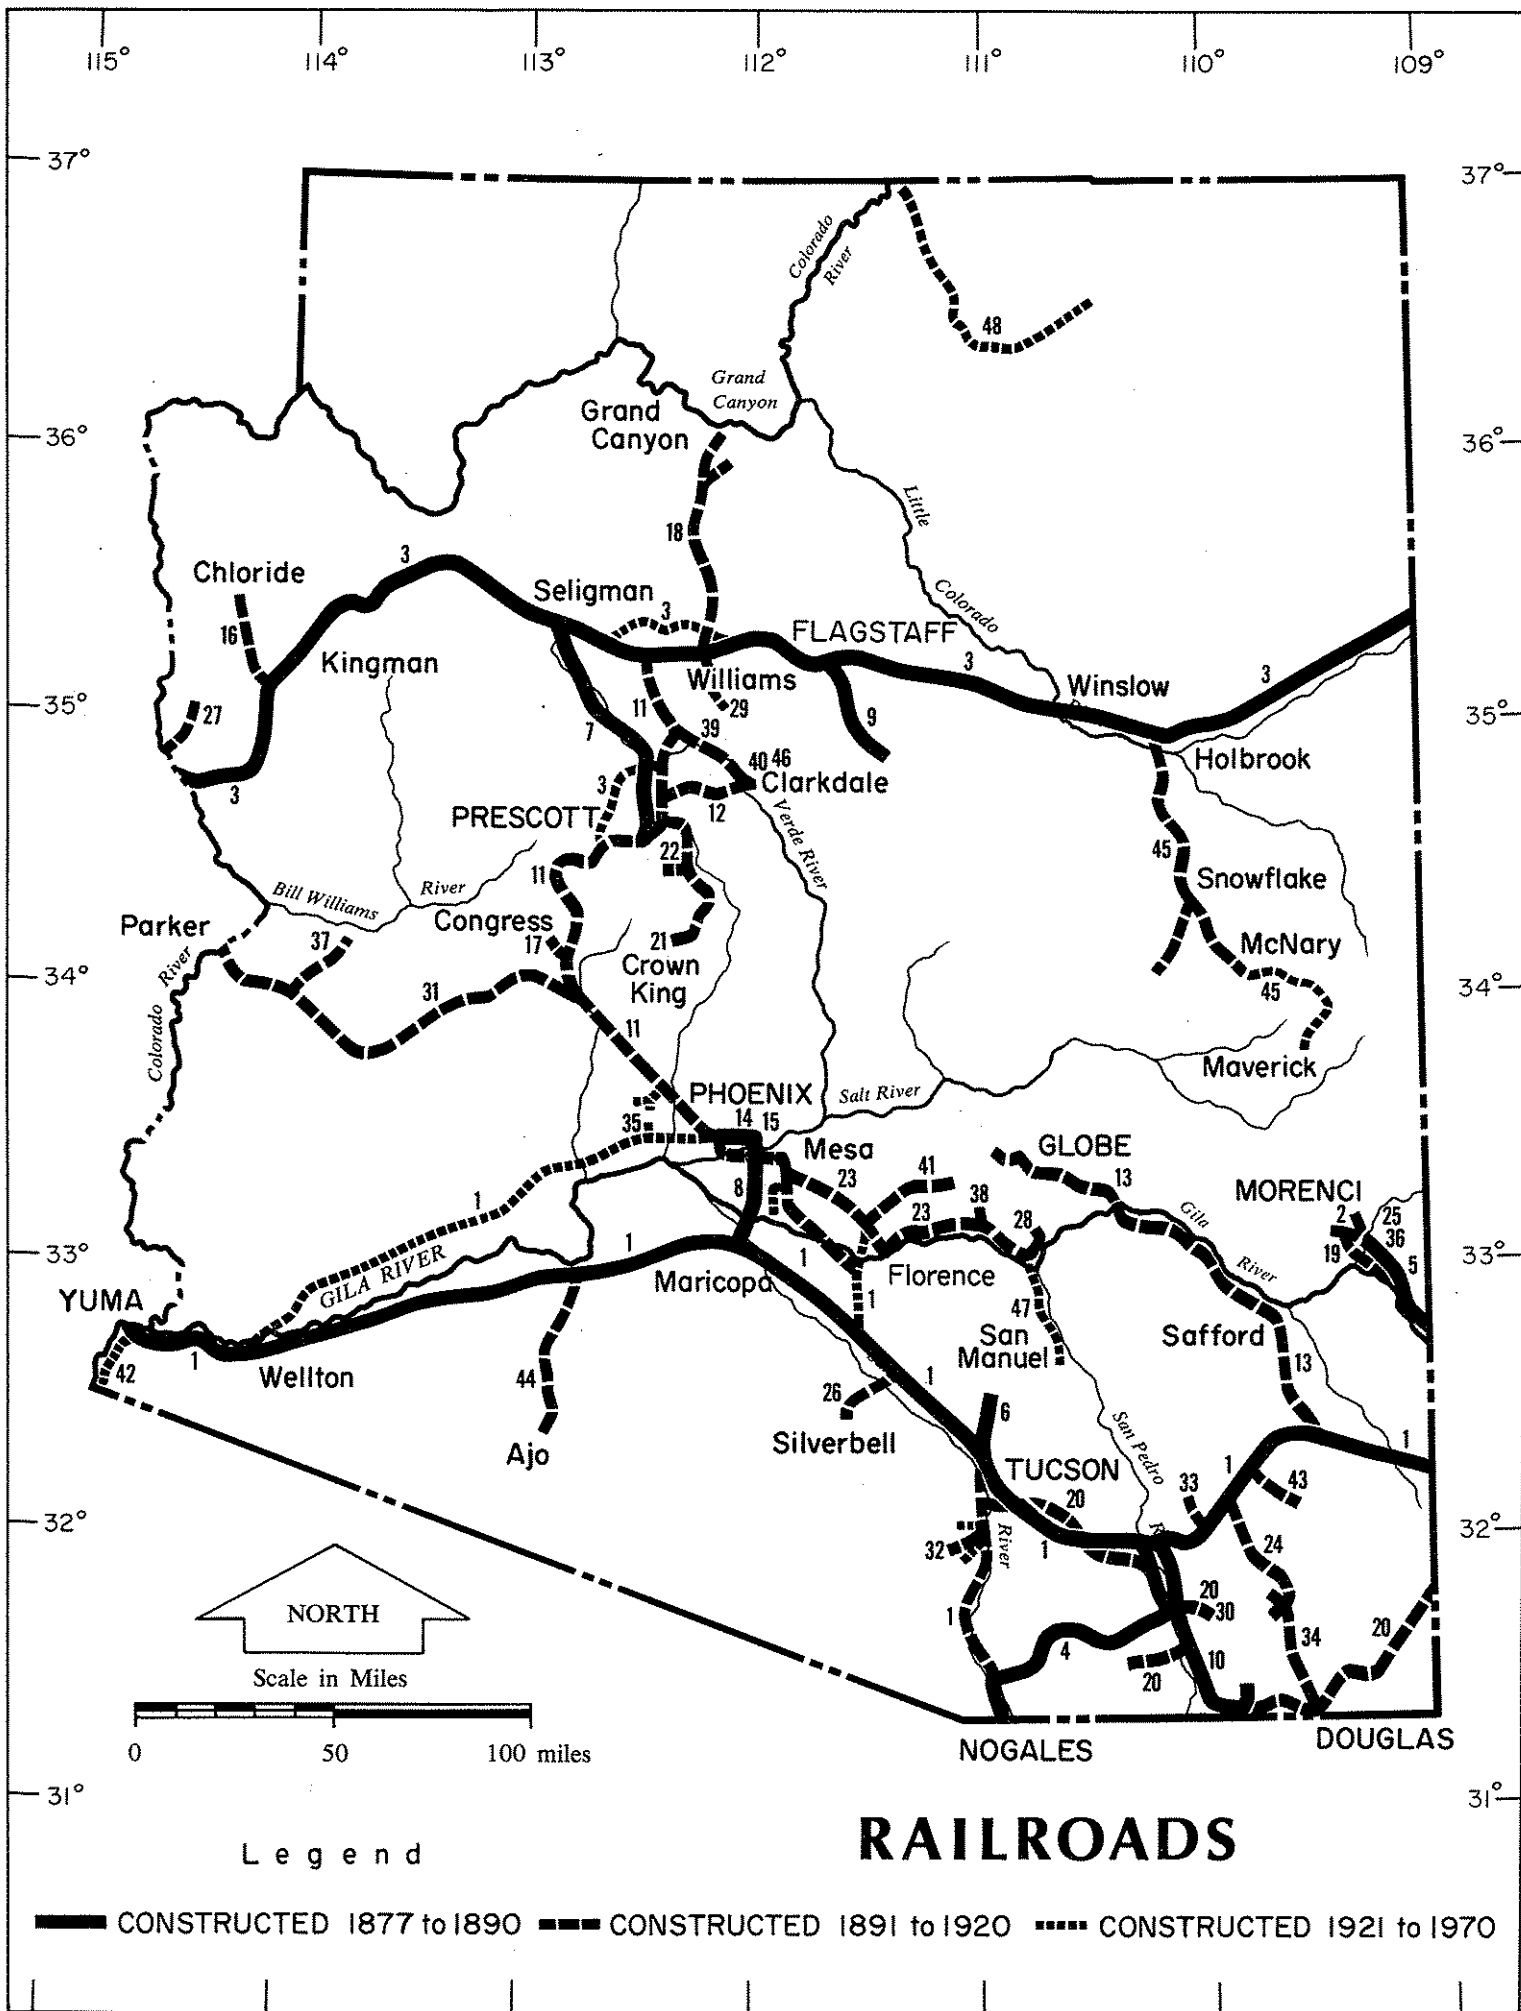 115° 114° 113° 112° 111° 110° 109°
37° 37°
Colorado
River
48
Grand
Canyon
Grand
Canyon
36° 36°
Little
18
3
Chloride
Seligman
3
Colorado
16
FLAGSTAFF
Kingman
3
3
Williams
Winslow
27
11
29
35° 35°
7
39
9
40 46
Holbrook
3
3
Clarkdale
12
PRESCOTT
Verde River
22
45
11
Snowflake
Bill Williams
River
Parker
Congress
37
17
21
McNary
River
Crown
King
34° 34°
31
45
11
Colorado
Maverick
PHOENIX
Salt River
14 15
35
Mesa
GLOBE
23
41
13
MORENCI
8
38
1
23
28
Gila
2
25
36
19
5
33° 33°
1
GILA RIVER
1
River
Maricopa
Florence
YUMA
1
47
San
Manuel
Safford
42
1
Wellton
13
44
26
1
6
San Pedro
Silverbell
Ajo
TUCSON
1
1
33
43
20
32° 32°
R
River
32
1
24
20
30
NORTH
1
4
34
20
Scale in Miles
20
10
0 50 100 miles
NOGALES
DOUGLAS
31° 31°
RAILROADS
Legend
CONSTRUCTED 1877 to 1890 CONSTRUCTED 1891 to 1920 CONSTRUCTED 1921 to 1970